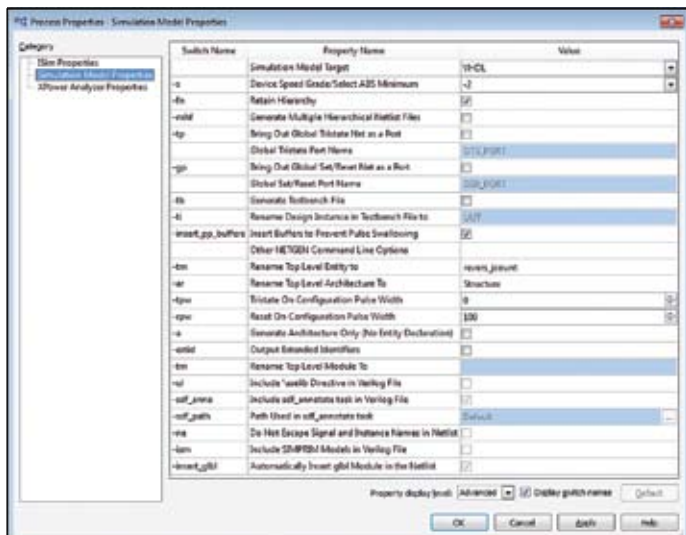 Process Properties - Simulation Model Properties
Category
ISim Properties
Simulation Model Properties
XPower Analyzer Properties
Switch Name Property Name Value
Simulation Model Target VHDL
-s Device Speed Grade/Select ABS Minimum -2
-fn Retain Hierarchy
-mhf Generate Multiple Hierarchical Netlist Files
-tp Bring Out Global Tristate Net as a Port
Global Tristate Port Name GTS_PORT
-gp Bring Out Global Set/Reset Net as a Port
Global Set/Reset Port Name GSR_PORT
-tb Generate Testbench File
-ti Rename Design Instance in Testbench File to UUT
-insert_pp_buffers Insert Buffers to Prevent Pulse Swallowing
Other NETGEN Command Line Options
-tm Rename Top Level Entity to revers_jcount
-ar Rename Top Level Architecture To Structure
-tpw Tristate On Configuration Pulse Width 0
-rpw Reset On Configuration Pulse Width 100
-a Generate Architecture Only (No Entity Declaration)
-extid Output Extended Identifiers
-tm Rename Top Level Module To
-ul Include 'uselib Directive in Verilog File
-sdf_anno Include sdf_annotate task in Verilog File
-sdf_path Path Used in sdf_annotate task Default ...
-ne Do Not Escape Signal and Instance Names in Netlist
-ism Include SIMPRIM Models in Verilog File
-insert_glbl Automatically Insert glbl Module in the Netlist
Property display level: Advanced Display switch names Default
OK Cancel Apply Help